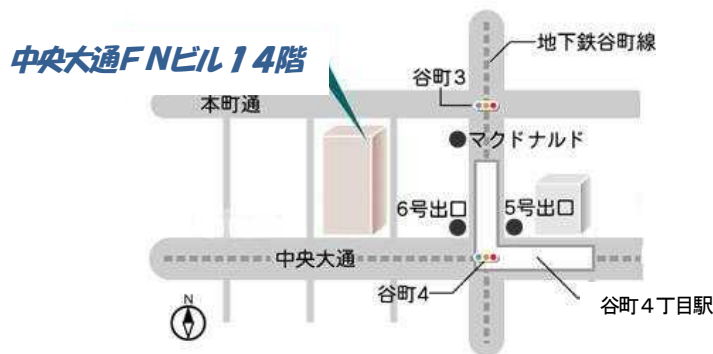 中央大通FNビル14階
地下鉄谷町線
谷町3
本町通
マクドナルド
6号出口
5号出口
中央大通
谷町4
谷町4丁目駅
N